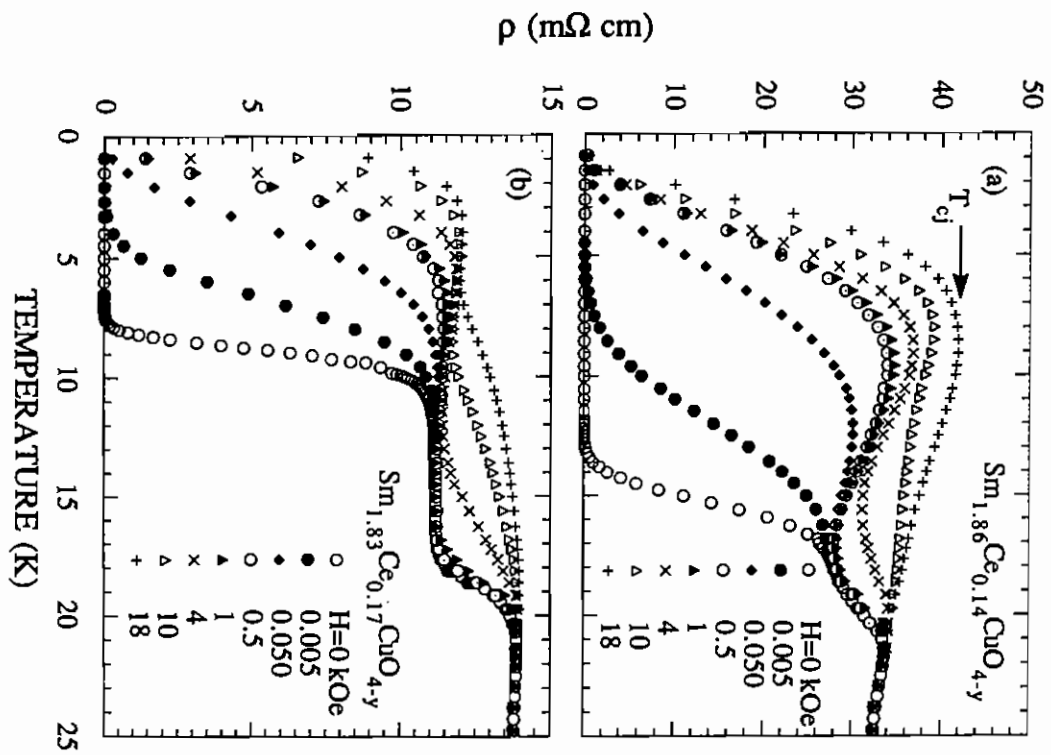 ρ (mΩ cm)
50
40
30
20
10
0
(a)
T_cj
Sm_1.86Ce_0.14CuO_4-y
H=0 kOe
0.005
0.050
0.5
1
4
10
18
15
10
5
0
(b)
Sm_1.83Ce_0.17CuO_4-y
H=0 kOe
0.005
0.050
0.5
1
4
10
18
0 5 10 15 20 25
TEMPERATURE (K)